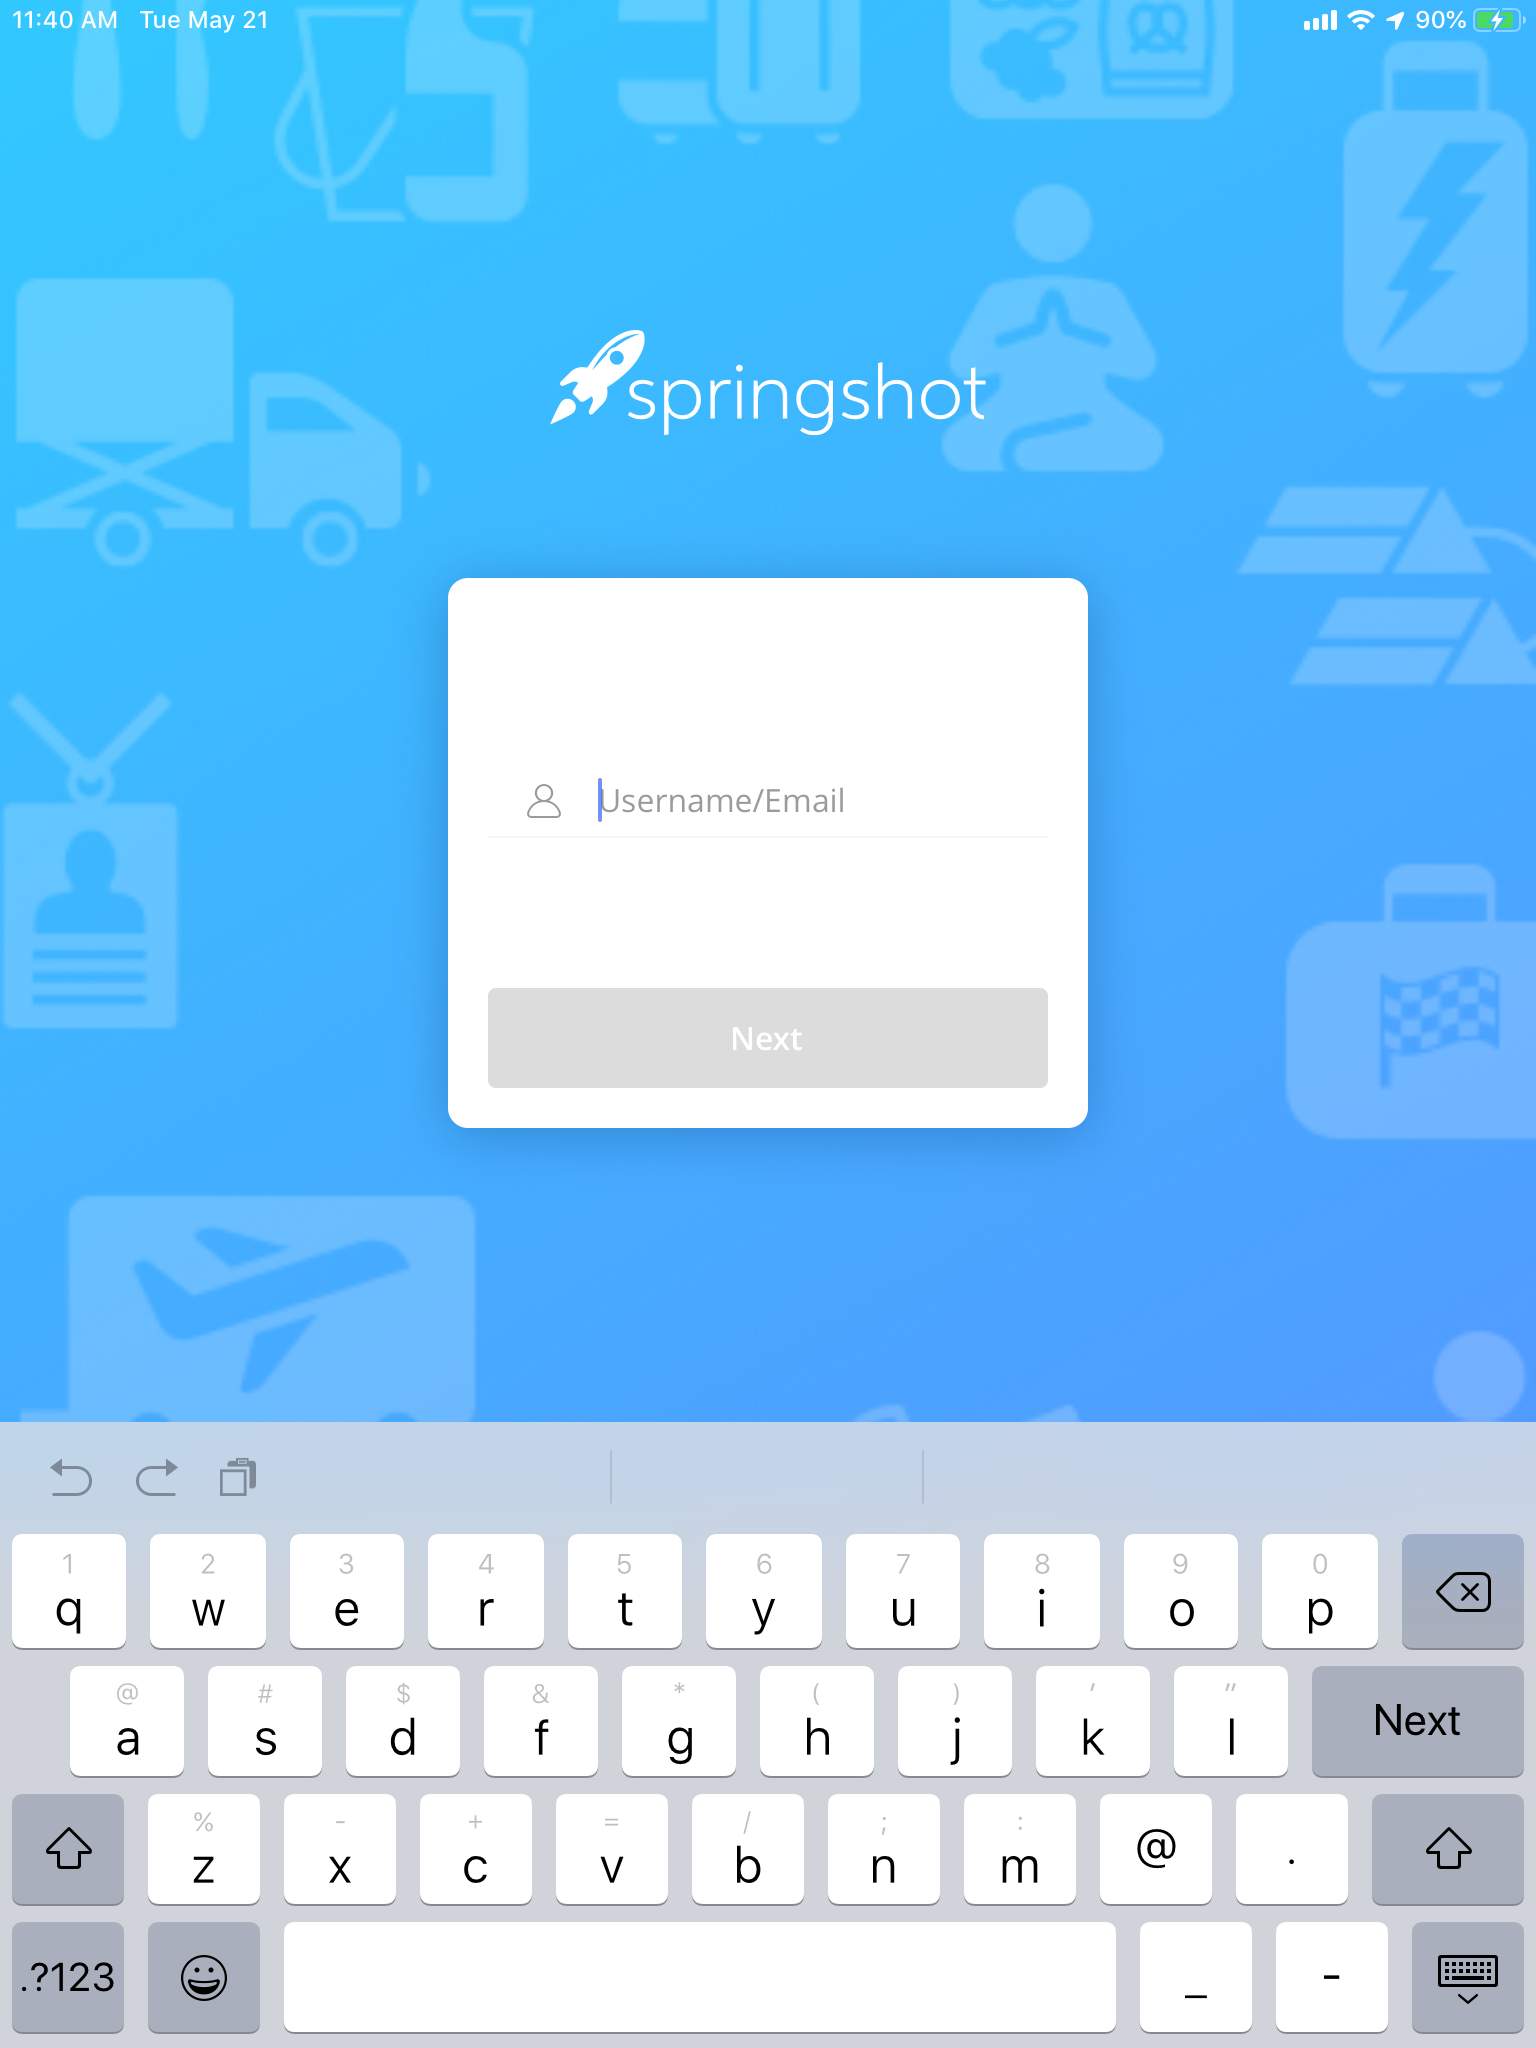 11:40 AM Tue May 21 90%
springshot
Username/Email
Next
1 2 3 4 5 6 7 8 9 0
q w e r t y u i o p
@ # $ & * ( ) ' "
a s d f g h j k l Next
% - + = / ; :
z x c v b n m @ .
.?123 _ -